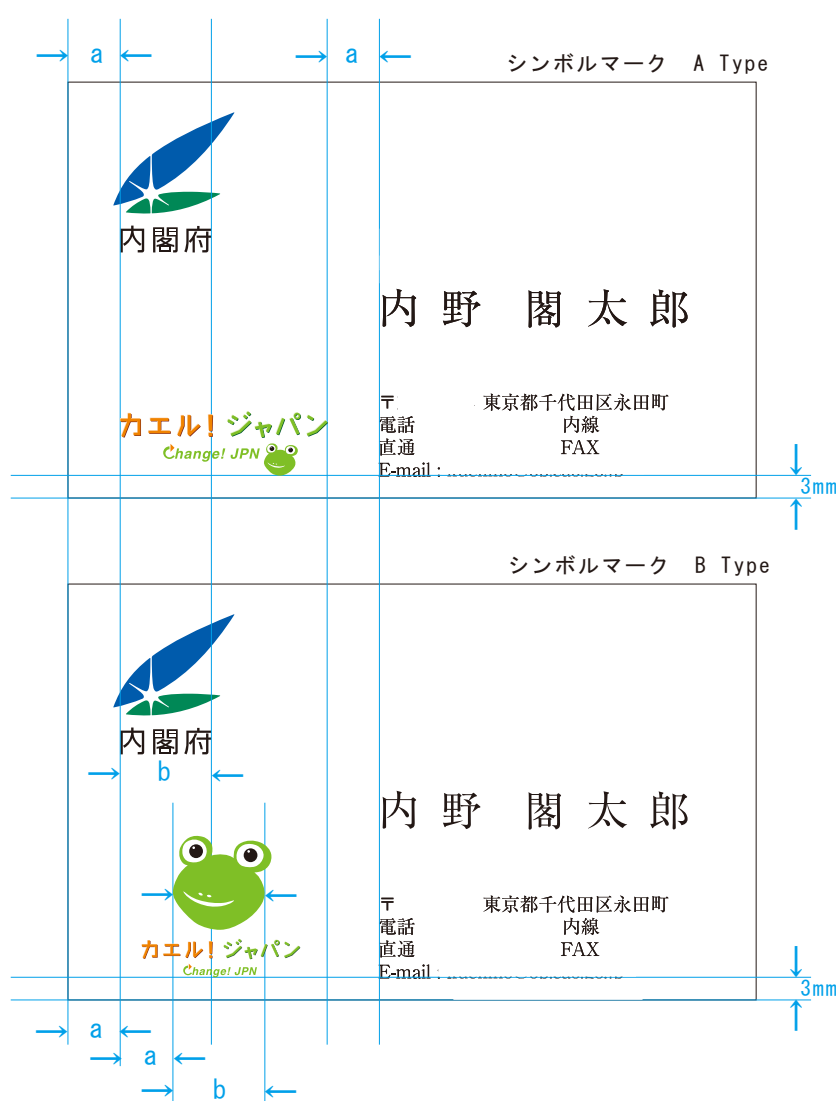 a a
シンボルマーク A Type
内閣府
内野 閣太郎
カエル！ジャパン
Change! JPN
〒 東京都千代田区永田町
電話 内線
直通 FAX
E-mail :
3mm
シンボルマーク B Type
内閣府
b
内野 閣太郎
カエル！ジャパン
Change! JPN
〒 東京都千代田区永田町
電話 内線
直通 FAX
E-mail :
3mm
a
a
b